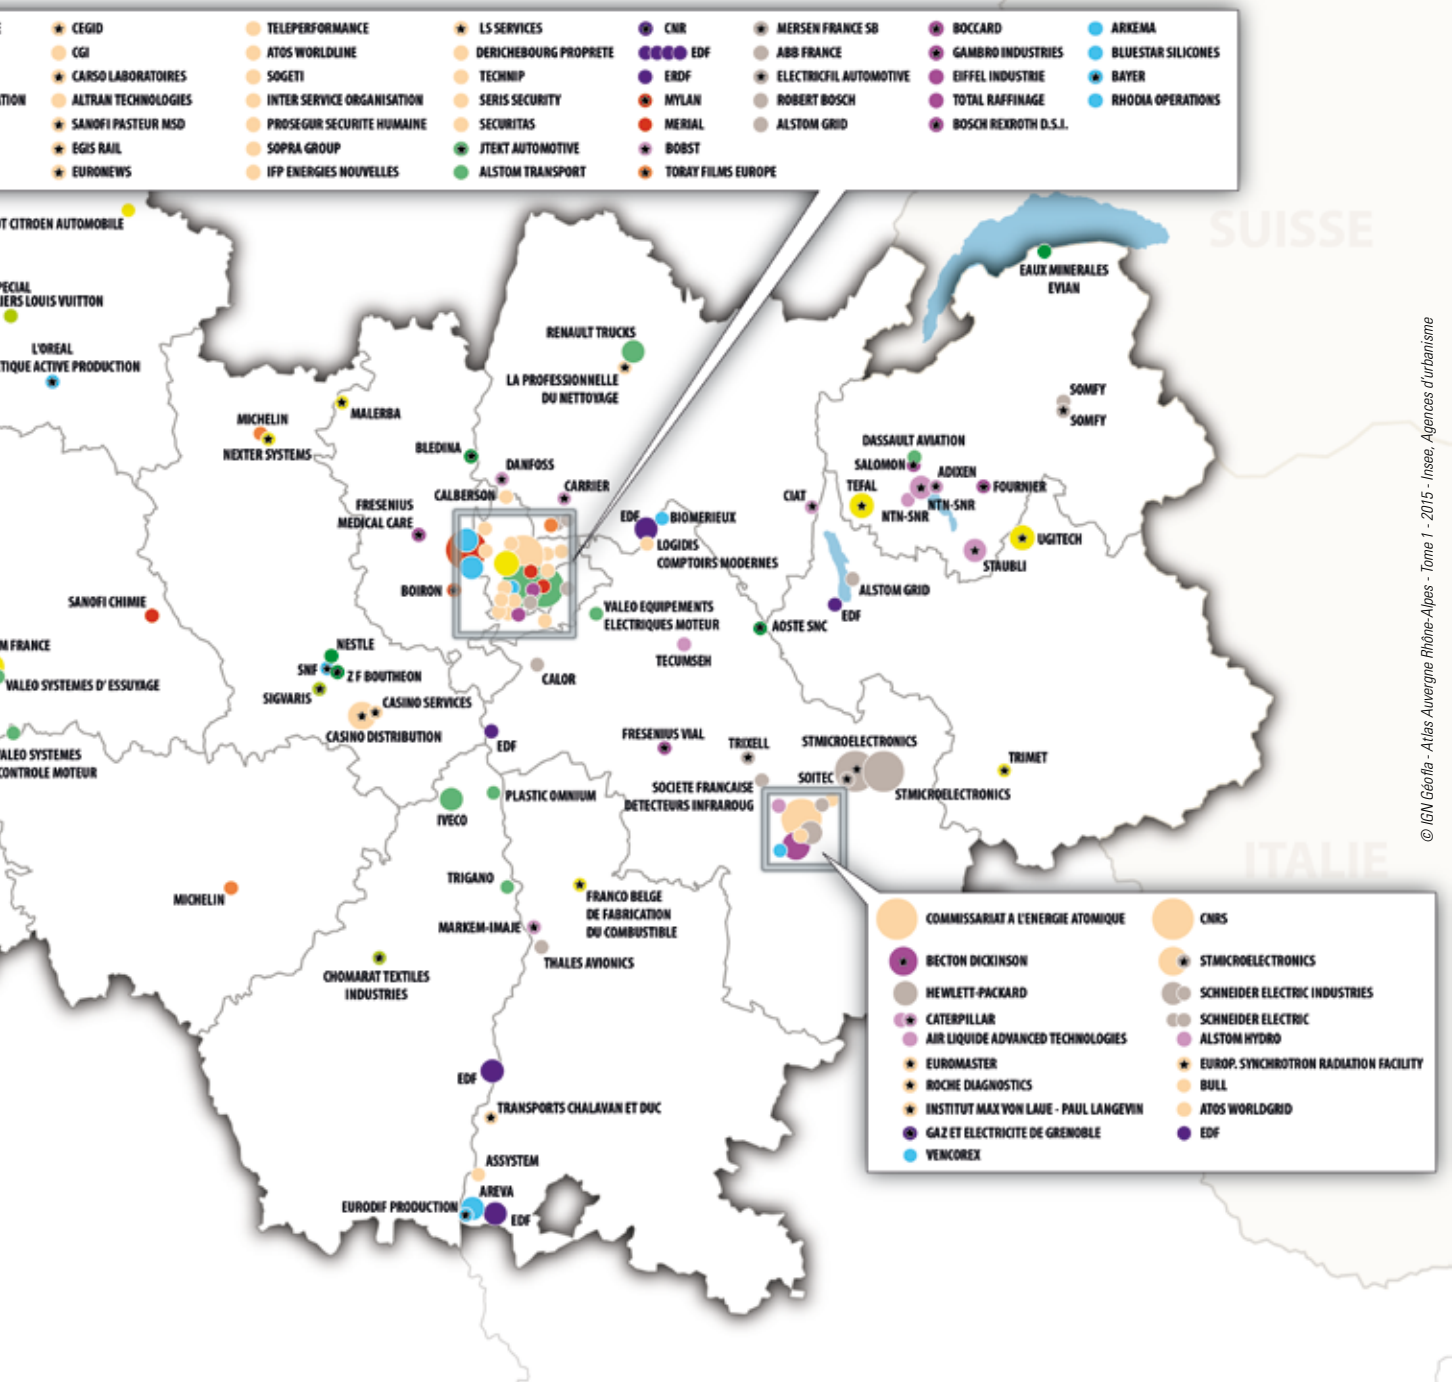 CEGID
CGI
CARSO LABORATOIRES
ALTRAN TECHNOLOGIES
SANOFI PASTEUR MSD
EGIS RAIL
EURONEWS
TELEPERFORMANCE
ATOS WORLDLINE
SOGETI
INTER SERVICE ORGANISATION
PROSEGUR SECURITE HUMAINE
SOPRA GROUP
IFP ENERGIES NOUVELLES
LS SERVICES
DERICHEBOURG PROPRETE
TECHNIP
SERIS SECURITY
SECURITAS
JTEKT AUTOMOTIVE
ALSTOM TRANSPORT
CNR
EDF
ERDF
MYLAN
MERIAL
BOBST
TORAY FILMS EUROPE
MERSEN FRANCE SB
ABB FRANCE
ELECTRICFIL AUTOMOTIVE
ROBERT BOSCH
ALSTOM GRID
BOCCARD
GAMBRO INDUSTRIES
EIFFEL INDUSTRIE
TOTAL RAFFINAGE
BOSCH REXROTH D.S.I.
ARKEMA
BLUESTAR SILICONES
BAYER
RHODIA OPERATIONS
TION
T CITROEN AUTOMOBILE
SUISSE
EAUX MINERALES
EVIAN
PECIAL
IERS LOUIS VUITTON
L'OREAL
TIQUE ACTIVE PRODUCTION
RENAULT TRUCKS
LA PROFESSIONNELLE
DU NETTOYAGE
SOMFY
SOMFY
MICHELIN
NEXTER SYSTEMS
MALERBA
BLEDINA
DANFOSS
CALBERSON
CARRIER
DASSAULT AVIATION
SALOMON
ADIXEN
TEFAL
FOURNIER
NTN-SNR
NTN-SNR
CIAT
FRESENIUS
MEDICAL CARE
EDF
BIOMERIEUX
LOGIDIS
COMPTOIRS MODERNES
UGITECH
STAUBLI
BOIRON
ALSTOM GRID
EDF
SANOFI CHIMIE
VALEO EQUIPEMENTS
ELECTRIQUES MOTEUR
AOSTE SNC
TECUMSEH
M FRANCE
VALEO SYSTEMES D'ESSUYAGE
NESTLE
SNF
Z F BOUTHEON
SIGVARIS
CASINO SERVICES
CASINO DISTRIBUTION
CALOR
EDF
ALEO SYSTEMES
CONTROLE MOTEUR
FRESENIUS VIAL
TRIXELL
STMICROELECTRONICS
SOITEC
STMICROELECTRONICS
TRIMET
SOCIETE FRANCAISE
DETECTEURS INFRAROUG
IVECO
PLASTIC OMNIUM
ITALIE
MICHELIN
TRIGANO
FRANCO BELGE
DE FABRICATION
DU COMBUSTIBLE
MARKEM-IMAJE
THALES AVIONICS
CHOMARAT TEXTILES
INDUSTRIES
COMMISSARIAT A L'ENERGIE ATOMIQUE
BECTON DICKINSON
HEWLETT-PACKARD
CATERPILLAR
AIR LIQUIDE ADVANCED TECHNOLOGIES
EUROMASTER
ROCHE DIAGNOSTICS
INSTITUT MAX VON LAUE - PAUL LANGEVIN
GAZ ET ELECTRICITE DE GRENOBLE
VENCOREX
CNRS
STMICROELECTRONICS
SCHNEIDER ELECTRIC INDUSTRIES
SCHNEIDER ELECTRIC
ALSTOM HYDRO
EUROP. SYNCHROTRON RADIATION FACILITY
BULL
ATOS WORLDGRID
EDF
EDF
TRANSPORTS CHALAVAN ET DUC
ASSYSTEM
AREVA
EURODIF PRODUCTION
EDF
© IGN Géofla - Atlas Auvergne Rhône-Alpes - Tome 1 - 2015 - Insee, Agences d'urbanisme